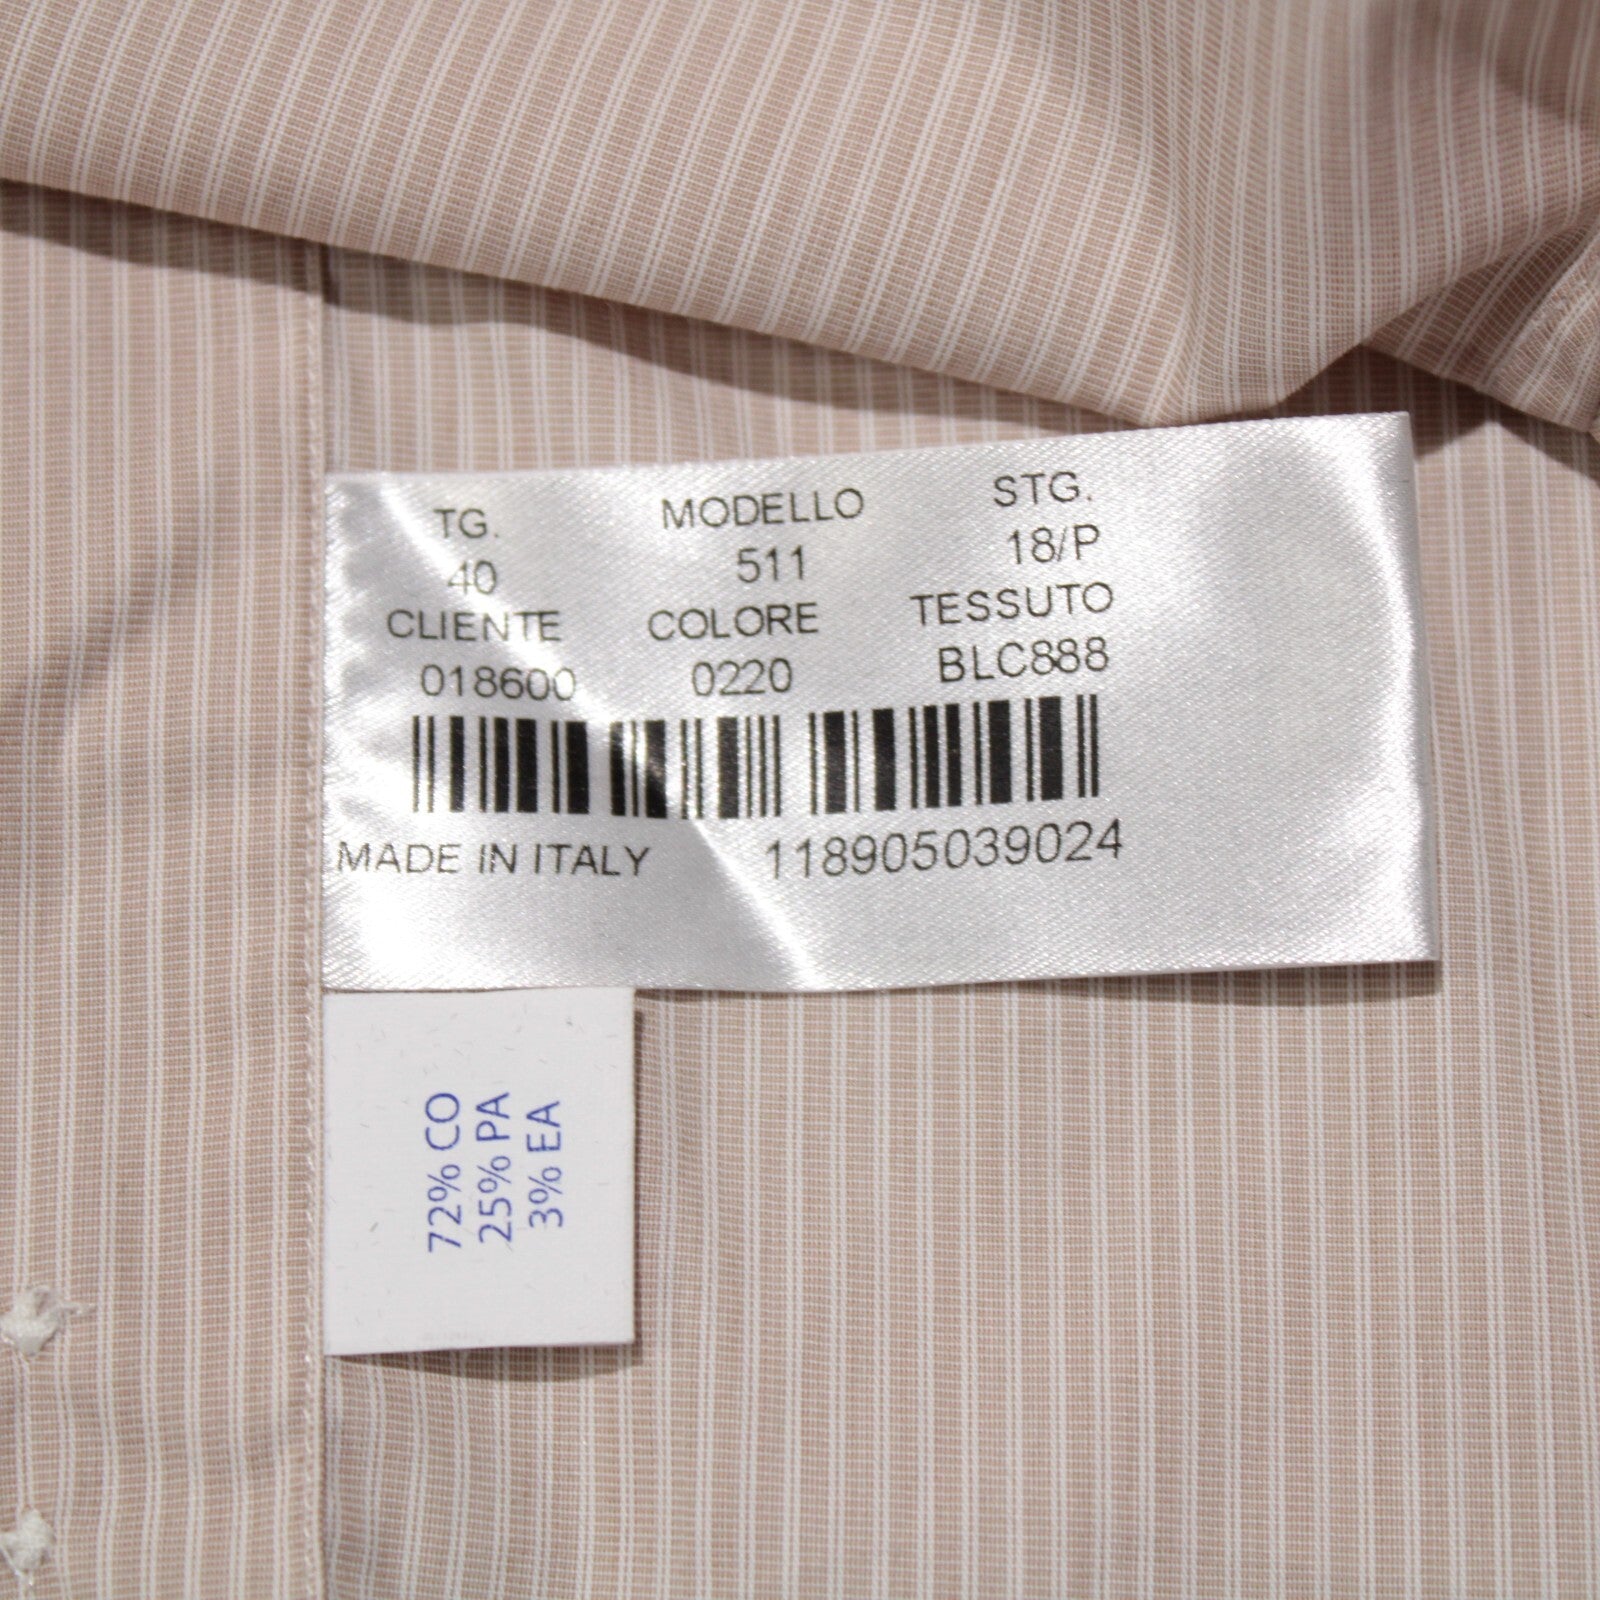 TG. MODELLO STG.
40 511 18/P
CLIENTE COLORE TESSUTO
018600 0220 BLC888
MADE IN ITALY 118905039024
72% CO
25% PA
3% EA